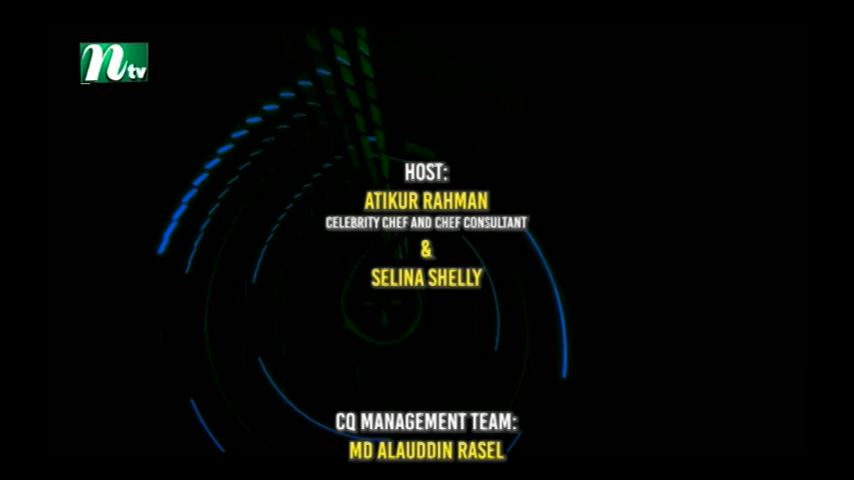 ntv
HOST:
ATIKUR RAHMAN
CELEBRITY CHEF AND CHEF CONSULTANT
&
SELINA SHELLY
CQ MANAGEMENT TEAM:
MD ALAUDDIN RASEL